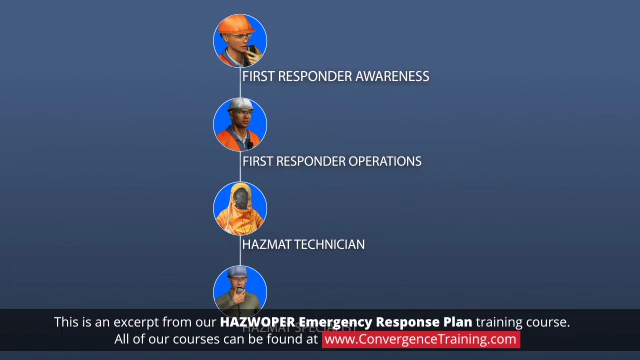 FIRST RESPONDER AWARENESS
FIRST RESPONDER OPERATIONS
HAZMAT TECHNICIAN
This is an excerpt from our HAZWOPER Emergency Response Plan training course.
All of our courses can be found at www.ConvergenceTraining.com